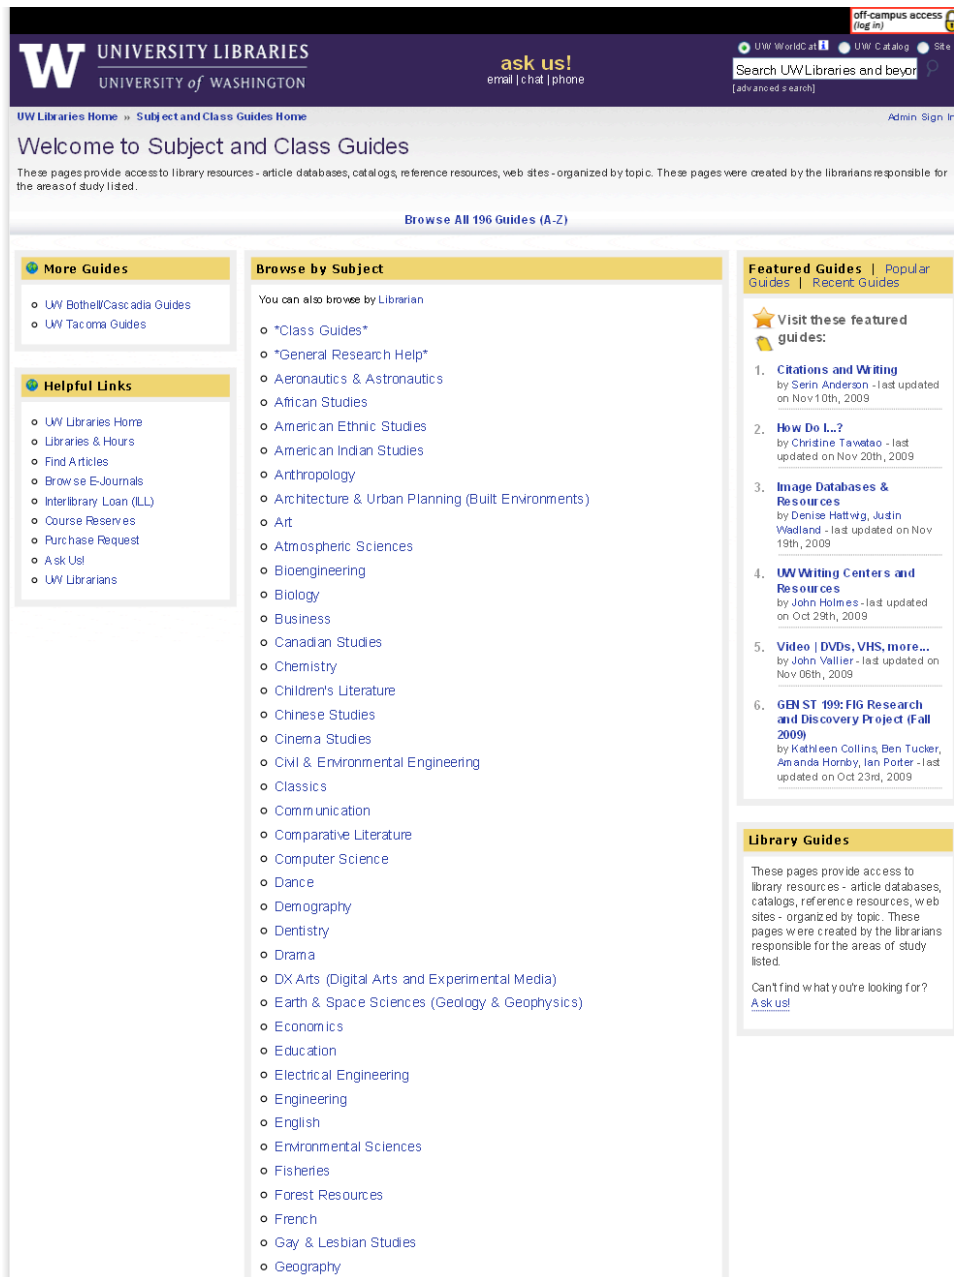 off-campus access
(log in)
W UNIVERSITY LIBRARIES
UNIVERSITY of WASHINGTON
ask us!
email | chat | phone
UW WorldCat UW Catalog Site
Search UW Libraries and beyor
[advanced search]
UW Libraries Home » Subject and Class Guides Home
Admin Sign In
Welcome to Subject and Class Guides
These pages provide access to library resources - article databases, catalogs, reference resources, web sites - organized by topic. These pages were created by the librarians responsible for
the areas of study listed.
Browse All 196 Guides (A-Z)
More Guides
UW Bothell/Cascadia Guides
UW Tacoma Guides
Helpful Links
UW Libraries Home
Libraries & Hours
Find Articles
Browse E-Journals
Interlibrary Loan (ILL)
Course Reserves
Purchase Request
Ask Us!
UW Librarians
Browse by Subject
You can also browse by Librarian
*Class Guides*
*General Research Help*
Aeronautics & Astronautics
African Studies
American Ethnic Studies
American Indian Studies
Anthropology
Architecture & Urban Planning (Built Environments)
Art
Atmospheric Sciences
Bioengineering
Biology
Business
Canadian Studies
Chemistry
Children's Literature
Chinese Studies
Cinema Studies
Civil & Environmental Engineering
Classics
Communication
Comparative Literature
Computer Science
Dance
Demography
Dentistry
Drama
DX Arts (Digital Arts and Experimental Media)
Earth & Space Sciences (Geology & Geophysics)
Economics
Education
Electrical Engineering
Engineering
English
Environmental Sciences
Fisheries
Forest Resources
French
Gay & Lesbian Studies
Geography
Featured Guides | Popular
Guides | Recent Guides
Visit these featured
guides:
1. Citations and Writing
by Serin Anderson - last updated
on Nov 10th, 2009
2. How Do I...?
by Christine Tawatao - last
updated on Nov 20th, 2009
3. Image Databases &
Resources
by Denise Hattwig, Justin
Wadland - last updated on Nov
19th, 2009
4. UW Writing Centers and
Resources
by John Holmes - last updated
on Oct 29th, 2009
5. Video | DVDs, VHS, more...
by John Vallier - last updated on
Nov 06th, 2009
6. GEN ST 199: FIG Research
and Discovery Project (Fall
2009)
by Kathleen Collins, Ben Tucker,
Amanda Hornby, Ian Porter - last
updated on Oct 23rd, 2009
Library Guides
These pages provide access to
library resources - article databases,
catalogs, reference resources, web
sites - organized by topic. These
pages were created by the librarians
responsible for the areas of study
listed.
Can't find what you're looking for?
Ask us!